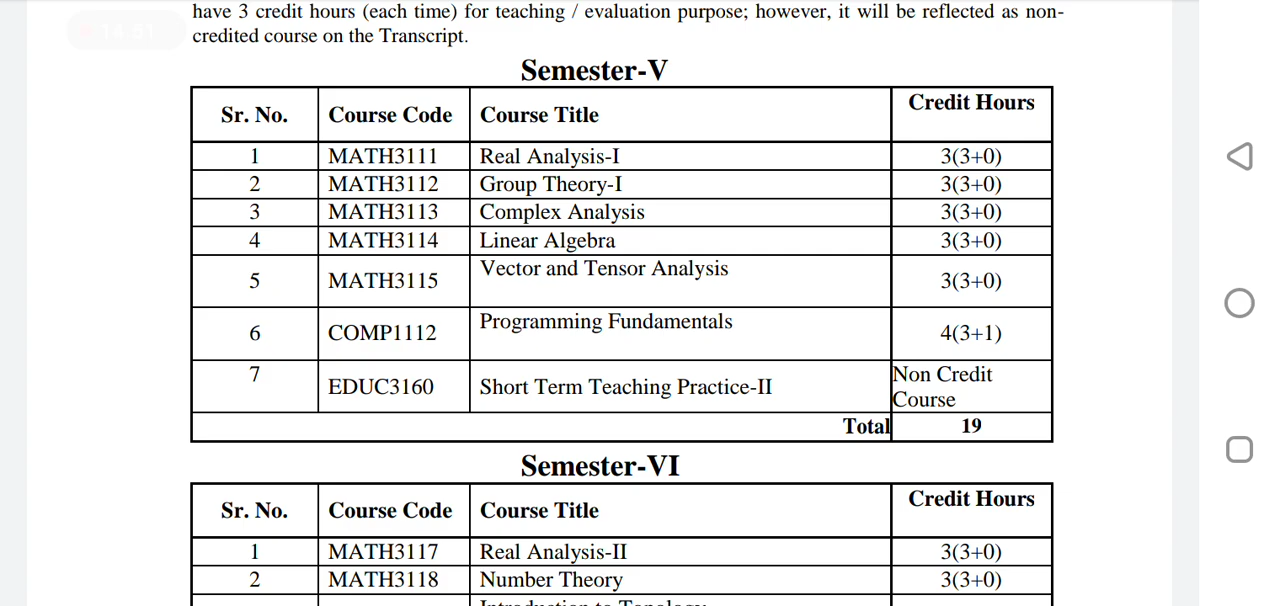 have 3 credit hours (each time) for teaching / evaluation purpose; however, it will be reflected as non-
credited course on the Transcript.
Semester-V
Sr. No. Course Code Course Title Credit Hours
1 MATH3111 Real Analysis-I 3(3+0)
2 MATH3112 Group Theory-I 3(3+0)
3 MATH3113 Complex Analysis 3(3+0)
4 MATH3114 Linear Algebra 3(3+0)
5 MATH3115 Vector and Tensor Analysis 3(3+0)
6 COMP1112 Programming Fundamentals 4(3+1)
7 EDUC3160 Short Term Teaching Practice-II Non Credit
Course
Total 19
Semester-VI
Sr. No. Course Code Course Title Credit Hours
1 MATH3117 Real Analysis-II 3(3+0)
2 MATH3118 Number Theory 3(3+0)